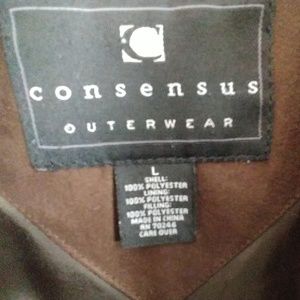 C
consensus
OUTERWEAR
L
SHELL:
100% POLYESTER
LINING:
100% POLYESTER
FILLING:
100% POLYESTER
MADE IN CHINA
RN 70246
CARE OVER